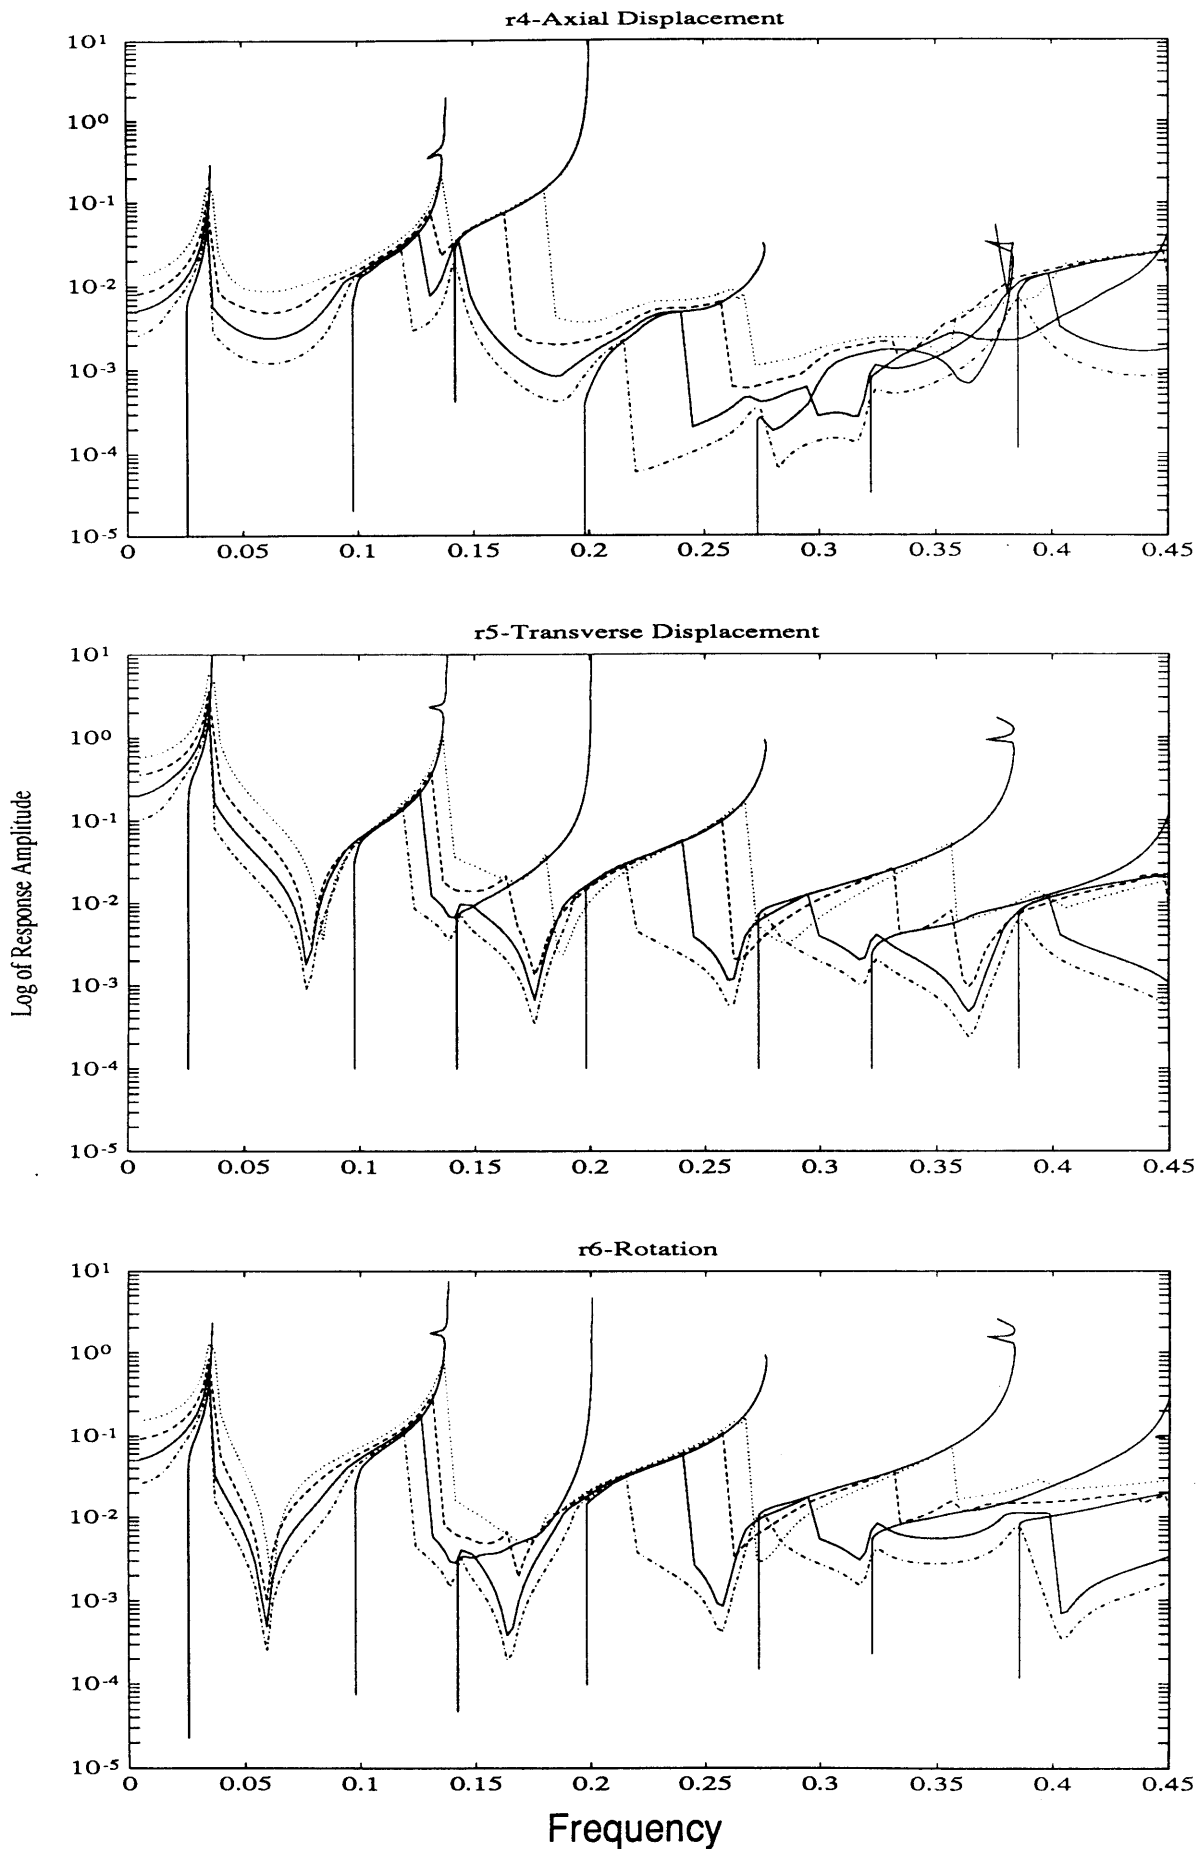 r4-Axial Displacement
10¹
10⁰
10⁻¹
10⁻²
10⁻³
10⁻⁴
10⁻⁵
0 0.05 0.1 0.15 0.2 0.25 0.3 0.35 0.4 0.45
r5-Transverse Displacement
Log of Response Amplitude
10¹
10⁰
10⁻¹
10⁻²
10⁻³
10⁻⁴
10⁻⁵
0 0.05 0.1 0.15 0.2 0.25 0.3 0.35 0.4 0.45
r6-Rotation
10¹
10⁰
10⁻¹
10⁻²
10⁻³
10⁻⁴
10⁻⁵
0 0.05 0.1 0.15 0.2 0.25 0.3 0.35 0.4 0.45
Frequency